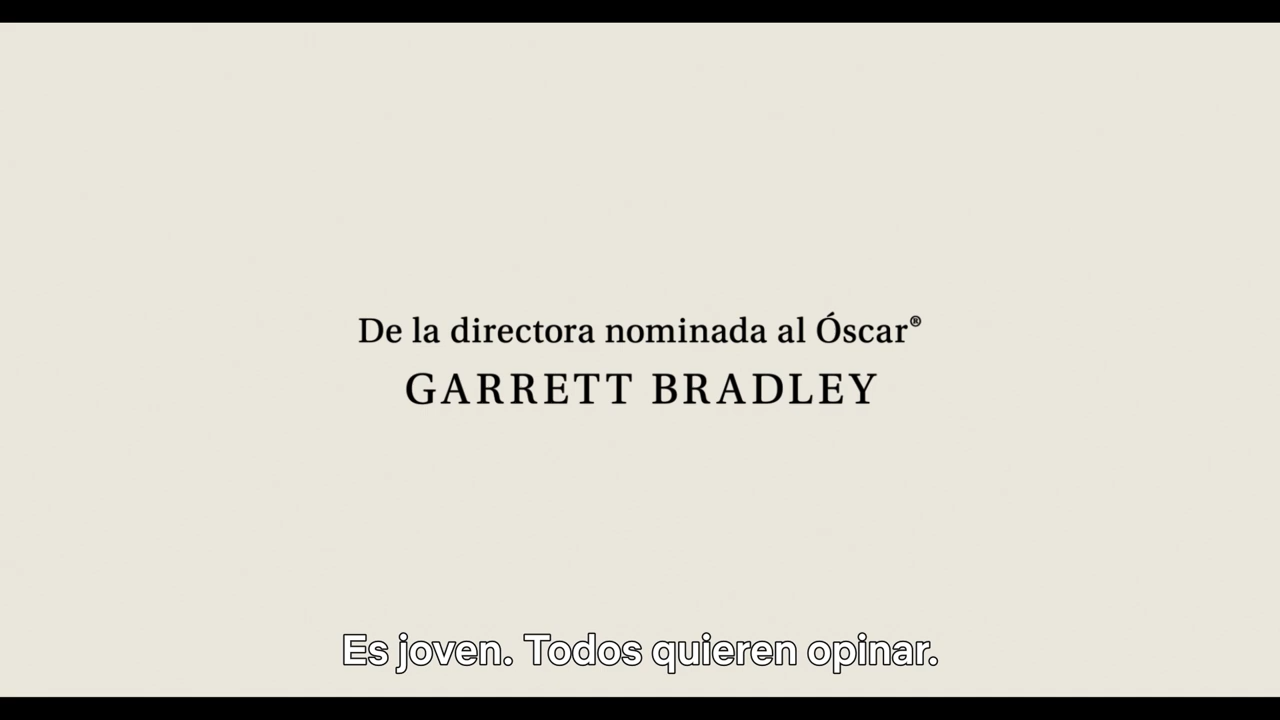 De la directora nominada al Óscar®
GARRETT BRADLEY
Es joven. Todos quieren opinar.